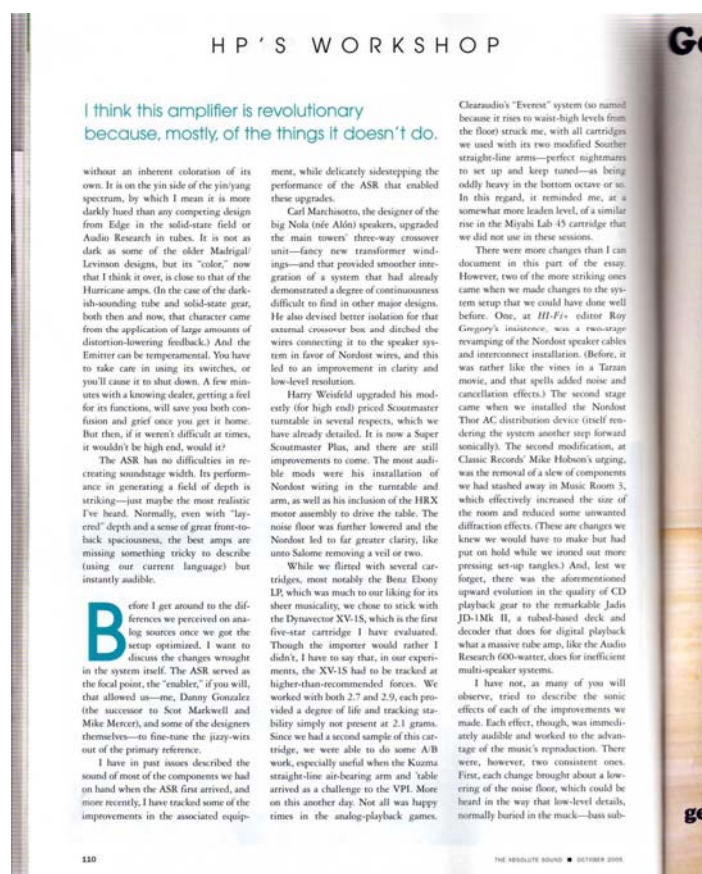 HP'S WORKSHOP
I think this amplifier is revolutionary
because, mostly, of the things it doesn't do.
without an inherent coloration of its
own. It is on the yin side of the yin/yang
spectrum, by which I mean it is more
darkly hued than any competing design
from Edge in the solid-state field or
Audio Research in tubes. It is not as
dark as some of the older Madrigal/
Levinson designs, but its "color," now
that I think it over, is close to that of the
Hurricane amps. (In the case of the dark-
ish-sounding tube and solid-state gear,
both then and now, that character came
from the application of large amounts of
distortion-lowering feedback.) And the
Emitter can be temperamental. You have
to take care in using its switches, or
you'll cause it to shut down. A few min-
utes with a knowing dealer, getting a feel
for its functions, will save you both con-
fusion and grief once you get it home.
But then, if it weren't difficult at times,
it wouldn't be high end, would it?
The ASR has no difficulties in re-
creating soundstage width. Its perform-
ance in generating a field of depth is
striking—just maybe the most realistic
I've heard. Normally, even with "lay-
ered" depth and a sense of great front-to-
back spaciousness, the best amps are
missing something tricky to describe
(using our current language) but
instantly audible.
Before I get around to the dif-
ferences we perceived on ana-
log sources once we got the
setup optimized, I want to
discuss the changes wrought
in the system itself. The ASR served as
the focal point, the "enabler," if you will,
that allowed us—me, Danny Gonzalez
(the successor to Scot Markwell and
Mike Mercer), and some of the designers
themselves—to fine-tune the jizzy-wits
out of the primary reference.
I have in past issues described the
sound of most of the components we had
on hand when the ASR first arrived, and
more recently, I have tracked some of the
improvements in the associated equip-
ment, while delicately sidestepping the
performance of the ASR that enabled
these upgrades.
Carl Marchisotto, the designer of the
big Nola (née Alón) speakers, upgraded
the main towers' three-way crossover
unit—fancy new transformer wind-
ings—and that provided smoother inte-
gration of a system that had already
demonstrated a degree of continuousness
difficult to find in other major designs.
He also devised better isolation for that
external crossover box and ditched the
wires connecting it to the speaker sys-
tem in favor of Nordost wires, and this
led to an improvement in clarity and
low-level resolution.
Harry Weisfeld upgraded his mod-
estly (for high end) priced Scoutmaster
turntable in several respects, which we
have already detailed. It is now a Super
Scoutmaster Plus, and there are still
improvements to come. The most audi-
ble mods were his installation of
Nordost wiring in the turntable and
arm, as well as his inclusion of the HRX
motor assembly to drive the table. The
noise floor was further lowered and the
Nordost led to far greater clarity, like
unto Salome removing a veil or two.
While we flirted with several car-
tridges, most notably the Benz Ebony
LP, which was much to our liking for its
sheer musicality, we chose to stick with
the Dynavector XV-1S, which is the first
five-star cartridge I have evaluated.
Though the importer would rather I
didn't, I have to say that, in our experi-
ments, the XV-1S had to be tracked at
higher-than-recommended forces. We
worked with both 2.7 and 2.9, each pro-
vided a degree of life and tracking sta-
bility simply not present at 2.1 grams.
Since we had a second sample of this car-
tridge, we were able to do some A/B
work, especially useful when the Kuzma
straight-line air-bearing arm and 'table
arrived as a challenge to the VPI. More
on this another day. Not all was happy
times in the analog-playback games.
Clearaudio's "Everest" system (so named
because it rises to waist-high levels from
the floor) struck me, with all cartridges
we used with its two modified Souther
straight-line arms—perfect nightmares
to set up and keep tuned—as being
oddly heavy in the bottom octave or so.
In this regard, it reminded me, at a
somewhat more leaden level, of a similar
rise in the Miyabi Lab 45 cartridge that
we did not use in these sessions.
There were more changes than I can
document in this part of the essay.
However, two of the more striking ones
came when we made changes to the sys-
tem setup that we could have done well
before. One, at HI-Fi+ editor Roy
Gregory's insistence, was a two-stage
revamping of the Nordost speaker cables
and interconnect installation. (Before, it
was rather like the vines in a Tarzan
movie, and that spells added noise and
cancellation effects.) The second stage
came when we installed the Nordost
Thor AC distribution device (itself ren-
dering the system another step forward
sonically). The second modification, at
Classic Records' Mike Hobson's urging,
was the removal of a slew of components
we had stashed away in Music Room 3,
which effectively increased the size of
the room and reduced some unwanted
diffraction effects. (These are changes we
knew we would have to make but had
put on hold while we ironed out more
pressing set-up tangles.) And, lest we
forget, there was the aforementioned
upward evolution in the quality of CD
playback gear to the remarkable Jadis
JD-1Mk II, a tubed-based deck and
decoder that does for digital playback
what a massive tube amp, like the Audio
Research 600-watter, does for inefficient
multi-speaker systems.
I have not, as many of you will
observe, tried to describe the sonic
effects of each of the improvements we
made. Each effect, though, was immedi-
ately audible and worked to the advan-
tage of the music's reproduction. There
were, however, two consistent ones.
First, each change brought about a low-
ering of the noise floor, which could be
heard in the way that low-level details,
normally buried in the muck—bass sub-
110
THE ABSOLUTE SOUND ■ OCTOBER 2005
Ge
ge